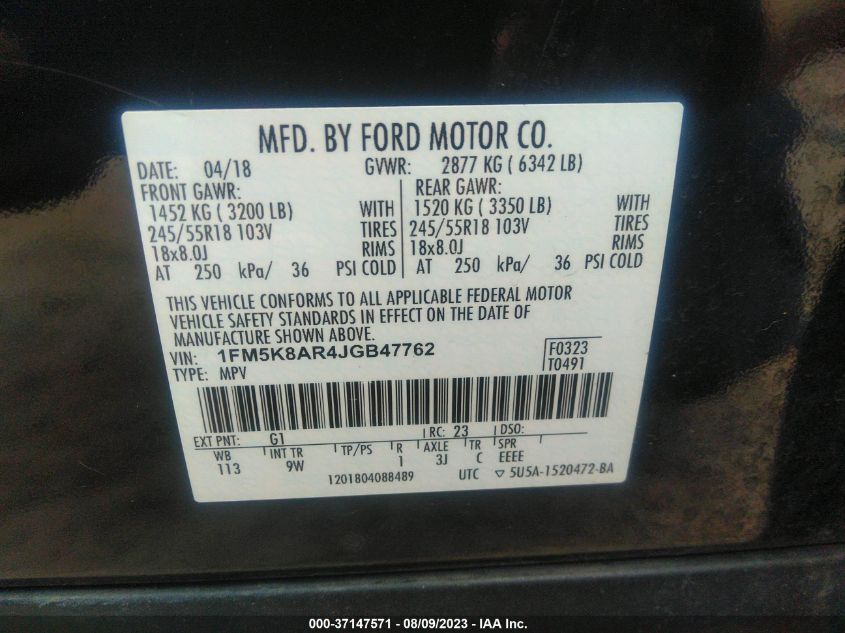 MFD. BY FORD MOTOR CO.
DATE: 04/18 GVWR: 2877 KG ( 6342 LB)
FRONT GAWR: REAR GAWR:
1452 KG ( 3200 LB) WITH 1520 KG ( 3350 LB) WITH
245/55R18 103V TIRES 245/55R18 103V TIRES
18x8.0J RIMS 18x8.0J RIMS
AT 250 kPa/ 36 PSI COLD AT 250 kPa/ 36 PSI COLD
THIS VEHICLE CONFORMS TO ALL APPLICABLE FEDERAL MOTOR
VEHICLE SAFETY STANDARDS IN EFFECT ON THE DATE OF
MANUFACTURE SHOWN ABOVE.
VIN: 1FM5K8AR4JGB47762 F0323
TYPE: MPV T0491
EXT PNT: G1 RC: 23 DSO:
WB INT TR TP/PS R AXLE TR SPR
113 9W 1 3J C EEEE
1201804088489 UTC ▽ 5U5A-1520472-BA
000-37147571 - 08/09/2023 - IAA Inc.